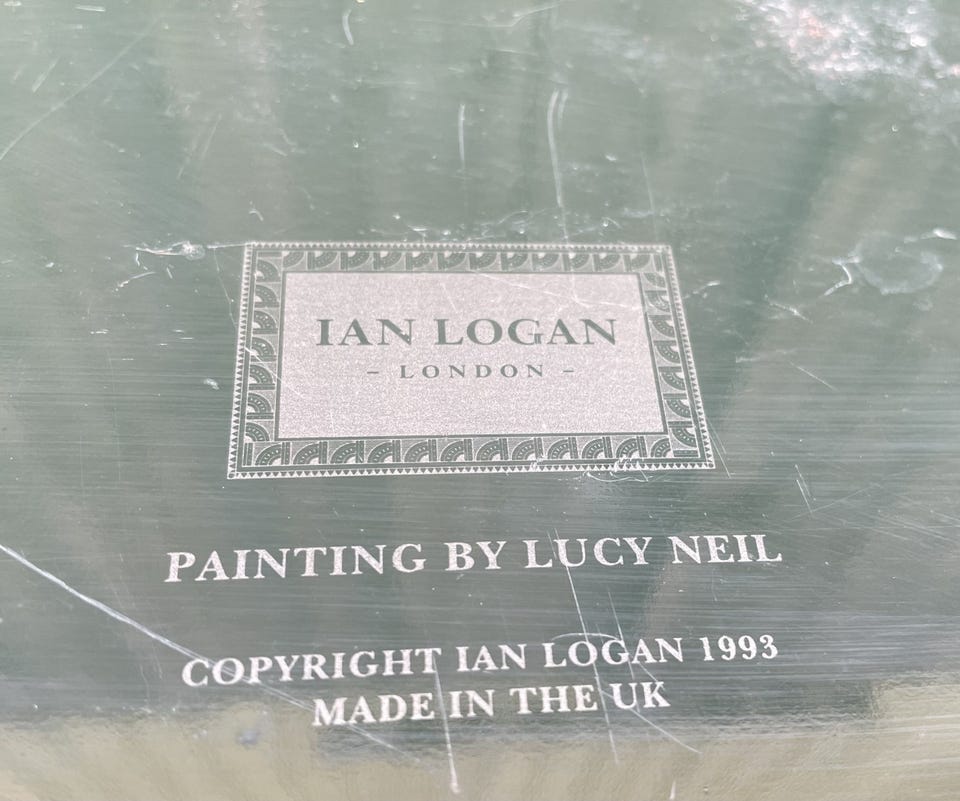 IAN LOGAN
- LONDON -
PAINTING BY LUCY NEIL
COPYRIGHT IAN LOGAN 1993
MADE IN THE UK